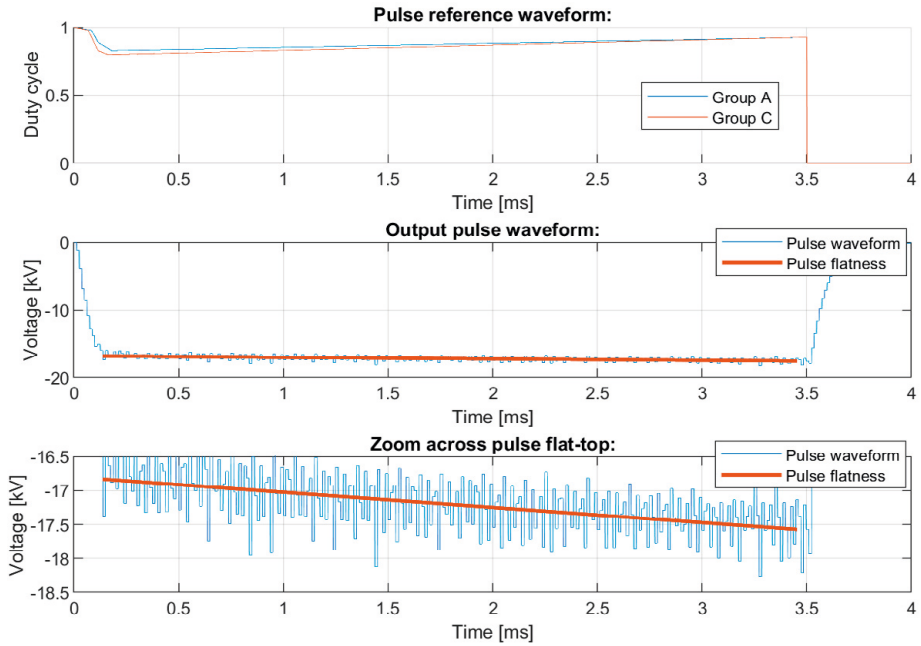 Pulse reference waveform:
1
0.5
0
Duty cycle
Group A
Group C
0 0.5 1 1.5 2 2.5 3 3.5 4
Time [ms]
Output pulse waveform:
0
-10
-20
Voltage [kV]
Pulse waveform
Pulse flatness
0 0.5 1 1.5 2 2.5 3 3.5 4
Time [ms]
Zoom across pulse flat-top:
-16.5
-17
-17.5
-18
-18.5
Voltage [kV]
Pulse waveform
Pulse flatness
0 0.5 1 1.5 2 2.5 3 3.5 4
Time [ms]